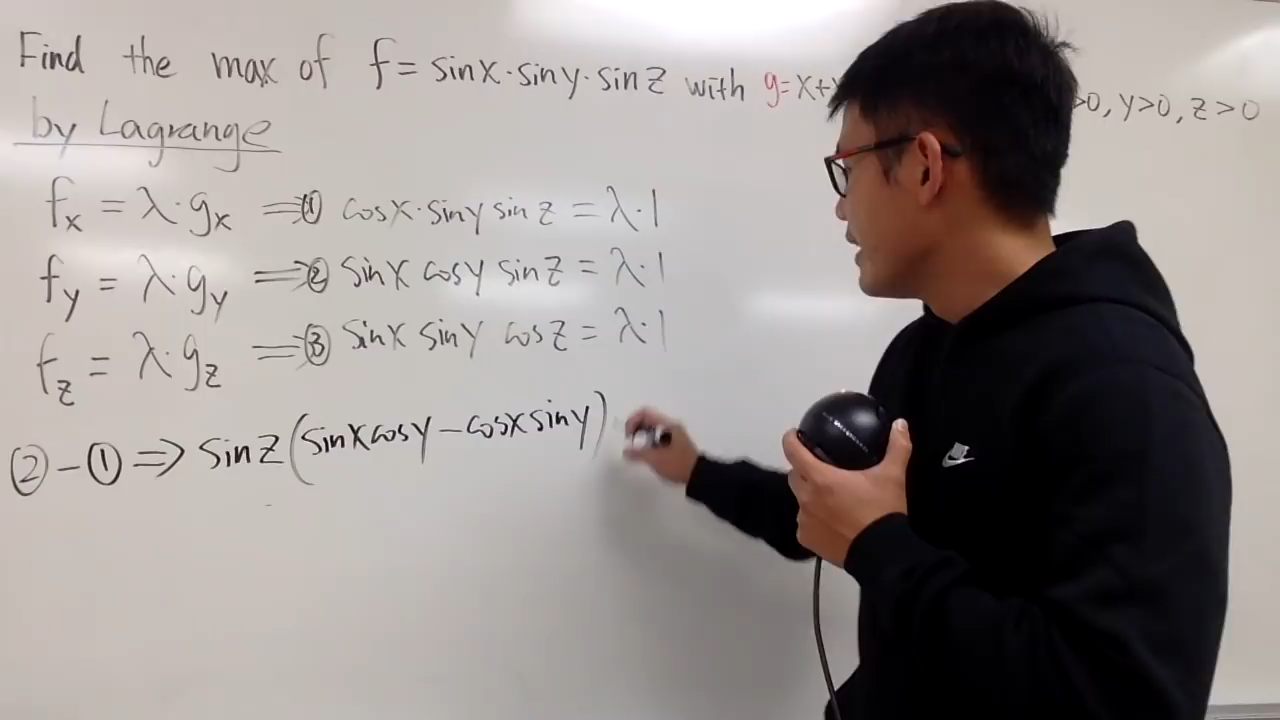 Find the max of f = sinx·siny·sinz with g=x+ >0, y>0, z>0
by Lagrange
fx = λ·gx ⇒ ① cosx·siny sinz = λ·1
fy = λ·gy ⇒ ② sinx cosy sinz = λ·1
fz = λ·gz ⇒ ③ sinx siny cosz = λ·1
②-① ⇒ sinz(sinxcosy-cosxsiny)